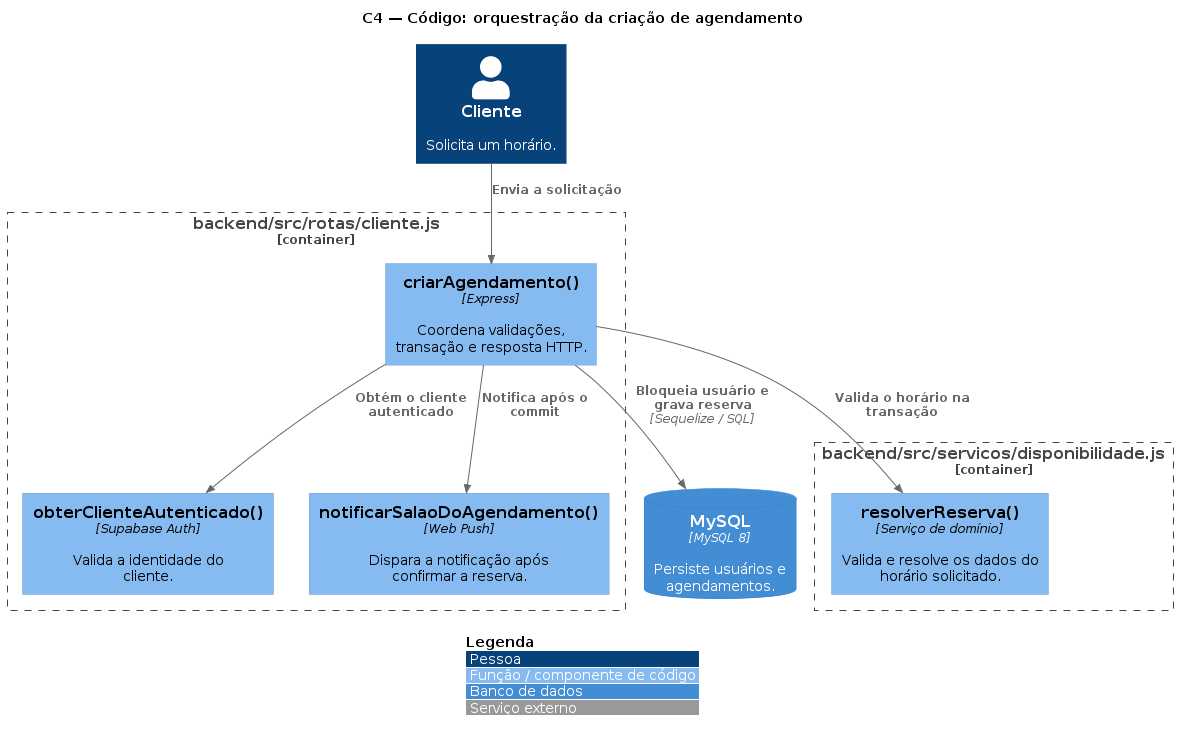 C4 — Código: orquestração da criação de agendamento
Cliente
Solicita um horário.
Envia a solicitação
backend/src/rotas/cliente.js
[container]
criarAgendamento()
[Express]
Coordena validações,
transação e resposta HTTP.
Obtém o cliente
autenticado
Notifica após o
commit
Bloqueia usuário e
grava reserva
[Sequelize / SQL]
Valida o horário na
transação
backend/src/servicos/disponibilidade.js
[container]
obterClienteAutenticado()
[Supabase Auth]
Valida a identidade do
cliente.
notificarSalaoDoAgendamento()
[Web Push]
Dispara a notificação após
confirmar a reserva.
MySQL
[MySQL 8]
Persiste usuários e
agendamentos.
resolverReserva()
[Serviço de domínio]
Valida e resolve os dados do
horário solicitado.
Legenda
Pessoa
Função / componente de código
Banco de dados
Serviço externo